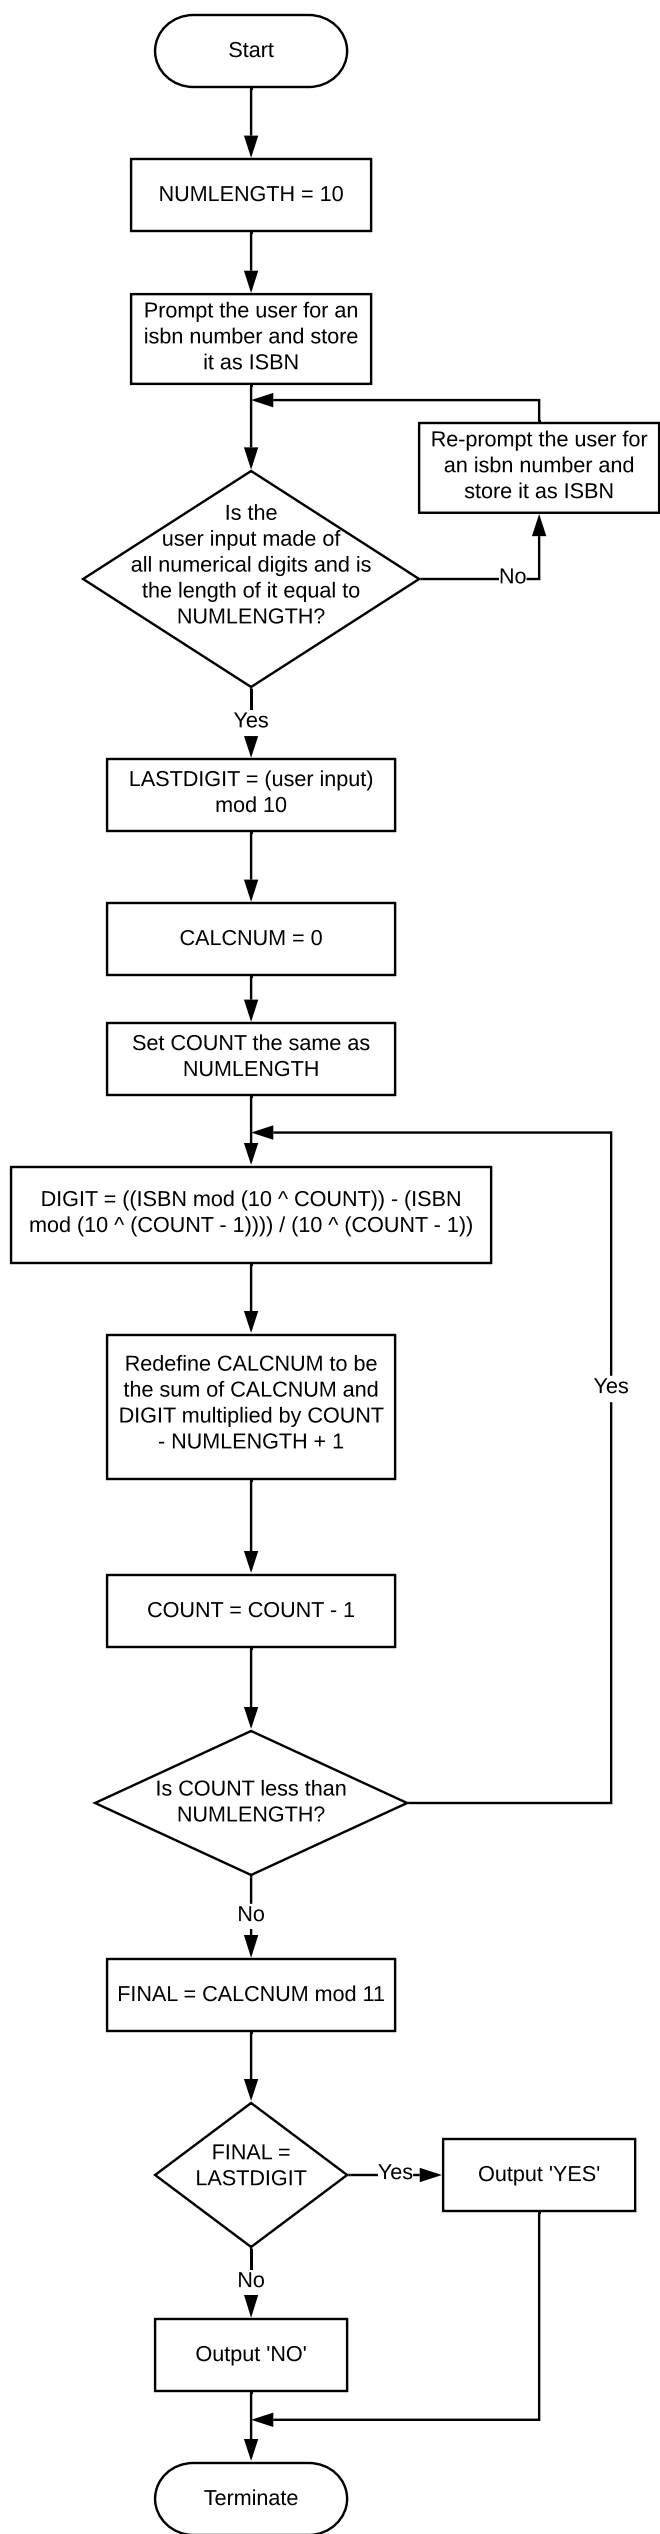 Start
NUMLENGTH = 10
Prompt the user for an
isbn number and store
it as ISBN
Re-prompt the user for
an isbn number and
store it as ISBN
Is the
user input made of
all numerical digits and is
the length of it equal to
NUMLENGTH?
No
Yes
LASTDIGIT = (user input)
mod 10
CALCNUM = 0
Set COUNT the same as
NUMLENGTH
DIGIT = ((ISBN mod (10 ^ COUNT)) - (ISBN
mod (10 ^ (COUNT - 1)))) / (10 ^ (COUNT - 1))
Redefine CALCNUM to be
the sum of CALCNUM and
DIGIT multiplied by COUNT
- NUMLENGTH + 1
Yes
COUNT = COUNT - 1
Is COUNT less than
NUMLENGTH?
No
FINAL = CALCNUM mod 11
FINAL =
LASTDIGIT
Yes
Output 'YES'
No
Output 'NO'
Terminate